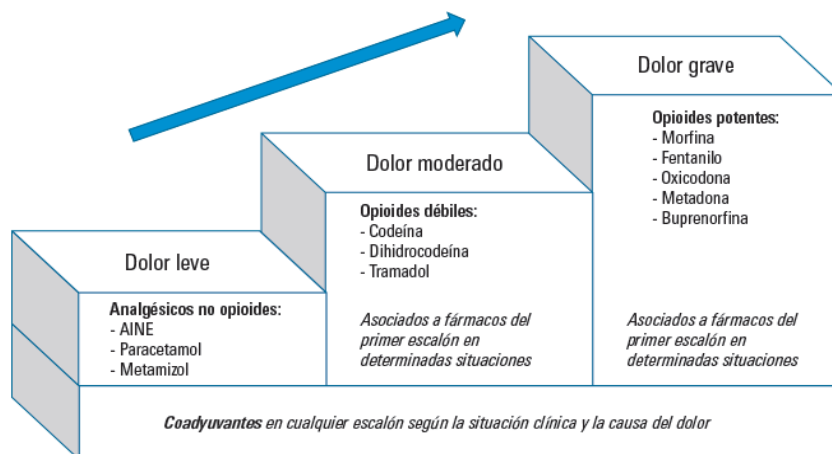 Dolor leve
Analgésicos no opioides:
- AINE
- Paracetamol
- Metamizol
Dolor moderado
Opioides débiles:
- Codeína
- Dihidrocodeína
- Tramadol
Asociados a fármacos del
primer escalón en
determinadas situaciones
Dolor grave
Opioides potentes:
- Morfina
- Fentanilo
- Oxicodona
- Metadona
- Buprenorfina
Asociados a fármacos del
primer escalón en
determinadas situaciones
Coadyuvantes en cualquier escalón según la situación clínica y la causa del dolor